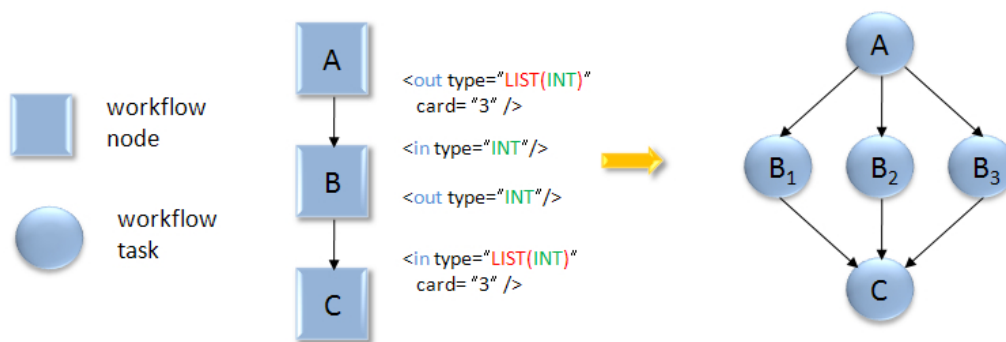 workflow
node
workflow
task
A
<out type="LIST(INT)"
card= "3" />
<in type="INT"/>
B
<out type="INT"/>
<in type="LIST(INT)"
card= "3" />
C
A
B1 B2 B3
C